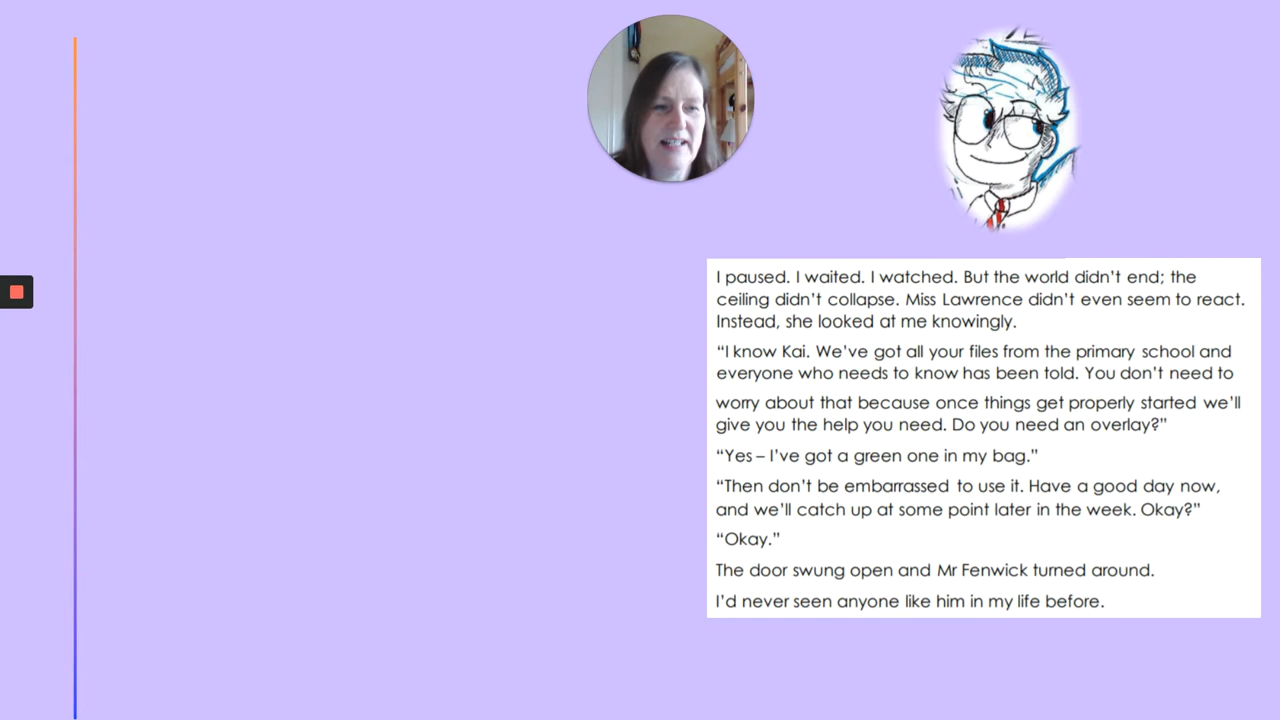 I paused. I waited. I watched. But the world didn’t end; the
ceiling didn’t collapse. Miss Lawrence didn’t even seem to react.
Instead, she looked at me knowingly.
“I know Kai. We’ve got all your files from the primary school and
everyone who needs to know has been told. You don’t need to
worry about that because once things get properly started we’ll
give you the help you need. Do you need an overlay?”
“Yes – I’ve got a green one in my bag.”
“Then don’t be embarrassed to use it. Have a good day now,
and we’ll catch up at some point later in the week. Okay?”
“Okay.”
The door swung open and Mr Fenwick turned around.
I’d never seen anyone like him in my life before.